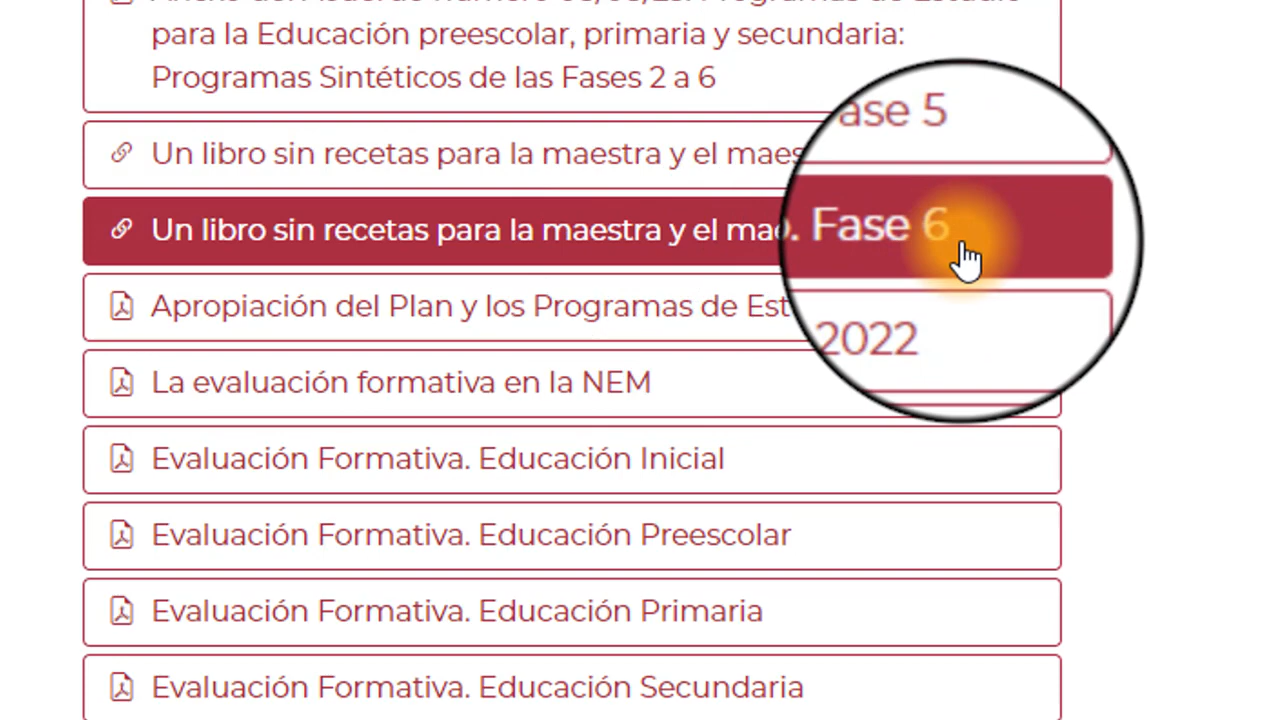 para la Educación preescolar, primaria y secundaria:
Programas Sintéticos de las Fases 2 a 6
Un libro sin recetas para la maestra y el maes
ase 5
Un libro sin recetas para la maestra y el mae
. Fase 6
Apropiación del Plan y los Programas de Est
2022
La evaluación formativa en la NEM
Evaluación Formativa. Educación Inicial
Evaluación Formativa. Educación Preescolar
Evaluación Formativa. Educación Primaria
Evaluación Formativa. Educación Secundaria